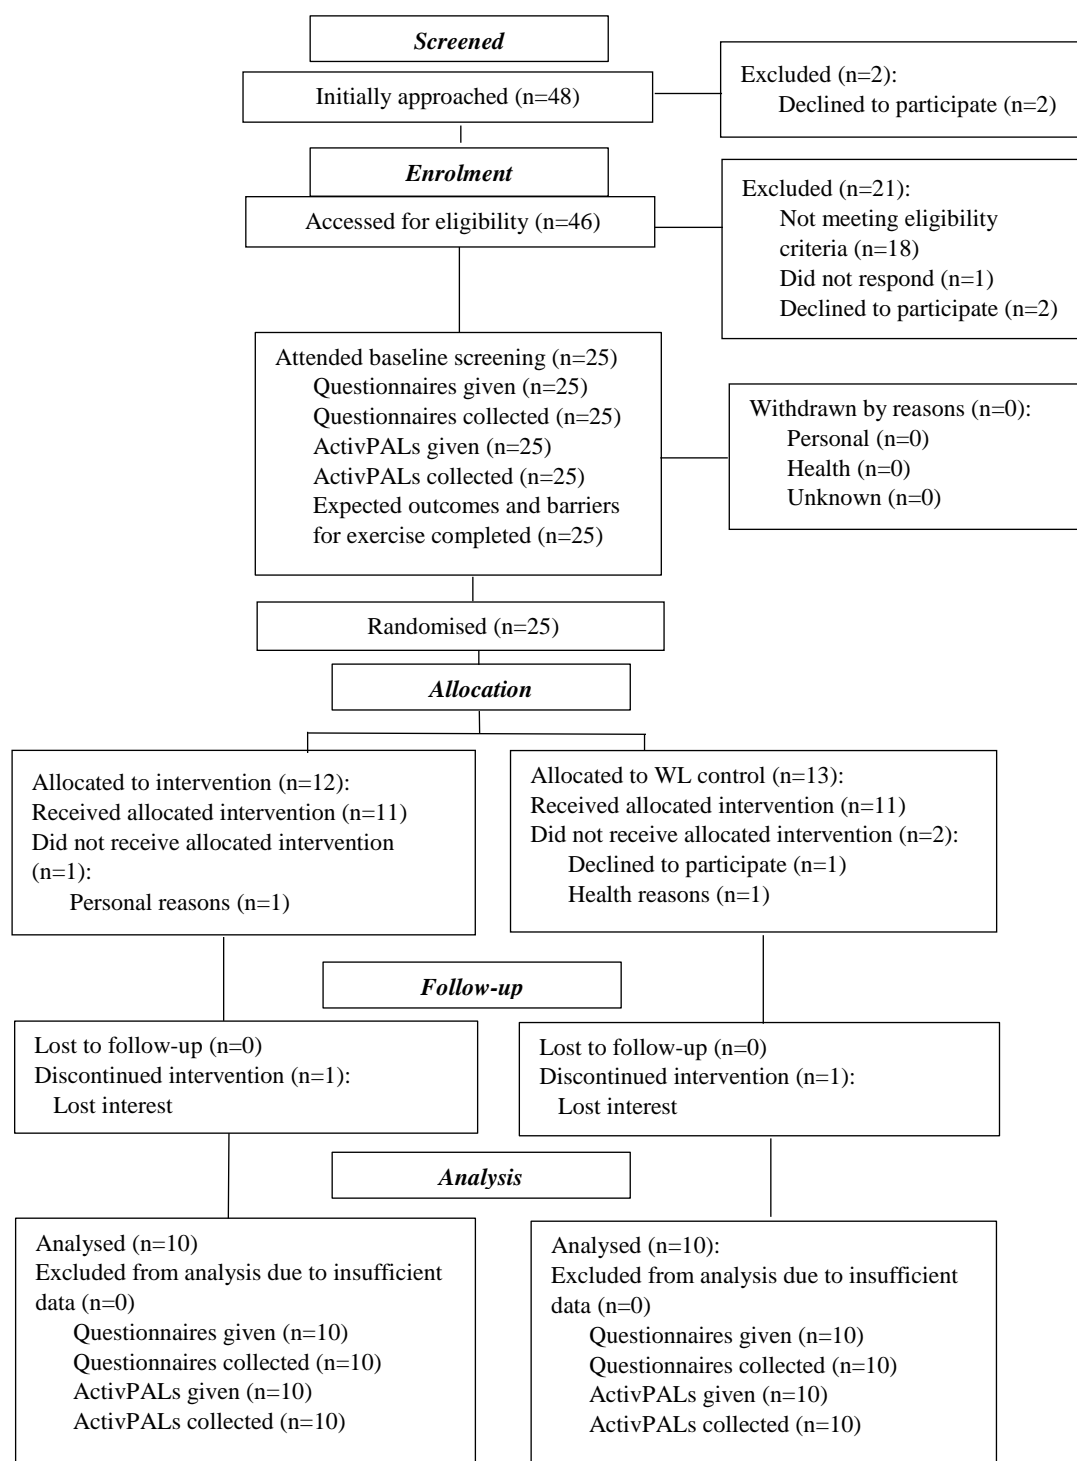 Screened
Initially approached (n=48)
Excluded (n=2):
Declined to participate (n=2)
Enrolment
Accessed for eligibility (n=46)
Excluded (n=21):
Not meeting eligibility
criteria (n=18)
Did not respond (n=1)
Declined to participate (n=2)
Attended baseline screening (n=25)
Questionnaires given (n=25)
Questionnaires collected (n=25)
ActivPALs given (n=25)
ActivPALs collected (n=25)
Expected outcomes and barriers
for exercise completed (n=25)
Withdrawn by reasons (n=0):
Personal (n=0)
Health (n=0)
Unknown (n=0)
Randomised (n=25)
Allocation
Allocated to intervention (n=12):
Received allocated intervention (n=11)
Did not receive allocated intervention
(n=1):
Personal reasons (n=1)
Allocated to WL control (n=13):
Received allocated intervention (n=11)
Did not receive allocated intervention (n=2):
Declined to participate (n=1)
Health reasons (n=1)
Follow-up
Lost to follow-up (n=0)
Discontinued intervention (n=1):
Lost interest
Lost to follow-up (n=0)
Discontinued intervention (n=1):
Lost interest
Analysis
Analysed (n=10)
Excluded from analysis due to insufficient
data (n=0)
Questionnaires given (n=10)
Questionnaires collected (n=10)
ActivPALs given (n=10)
ActivPALs collected (n=10)
Analysed (n=10):
Excluded from analysis due to insufficient
data (n=0)
Questionnaires given (n=10)
Questionnaires collected (n=10)
ActivPALs given (n=10)
ActivPALs collected (n=10)